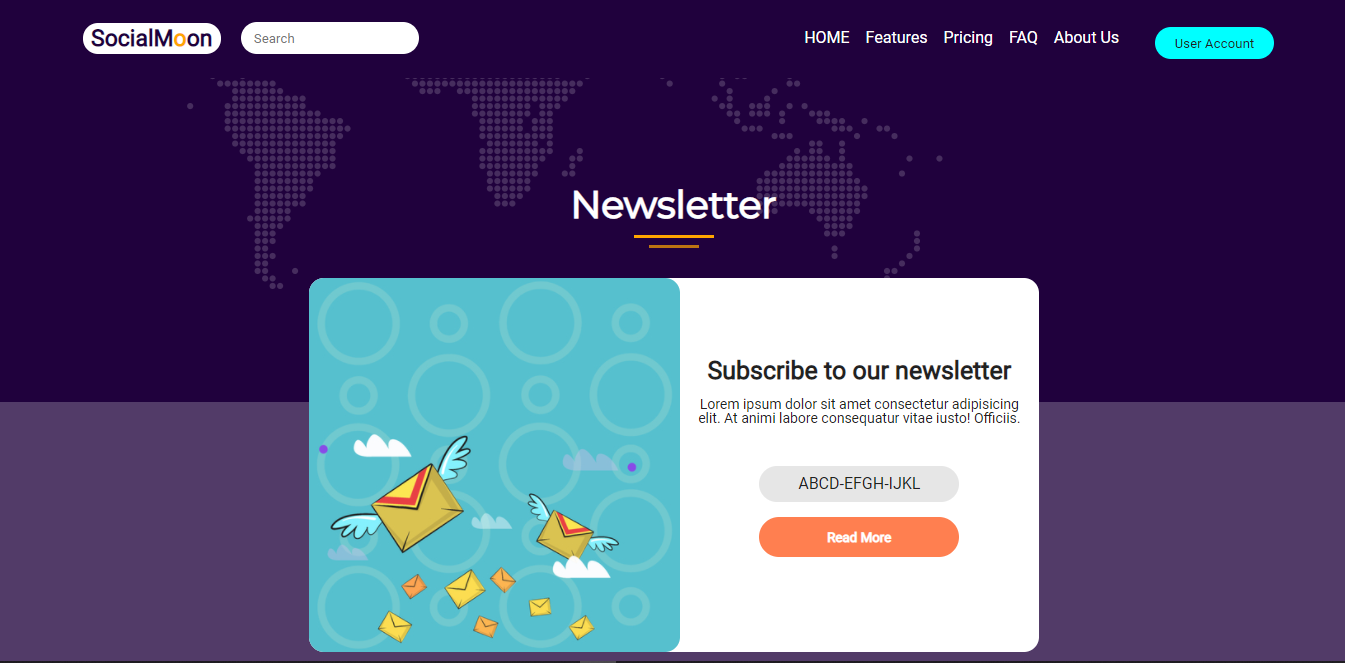 SocialMoon
Search
HOME Features Pricing FAQ About Us
User Account
Newsletter
Subscribe to our newsletter
Lorem ipsum dolor sit amet consectetur adipisicing
elit. At animi labore consequatur vitae iusto! Officiis.
ABCD-EFGH-IJKL
Read More